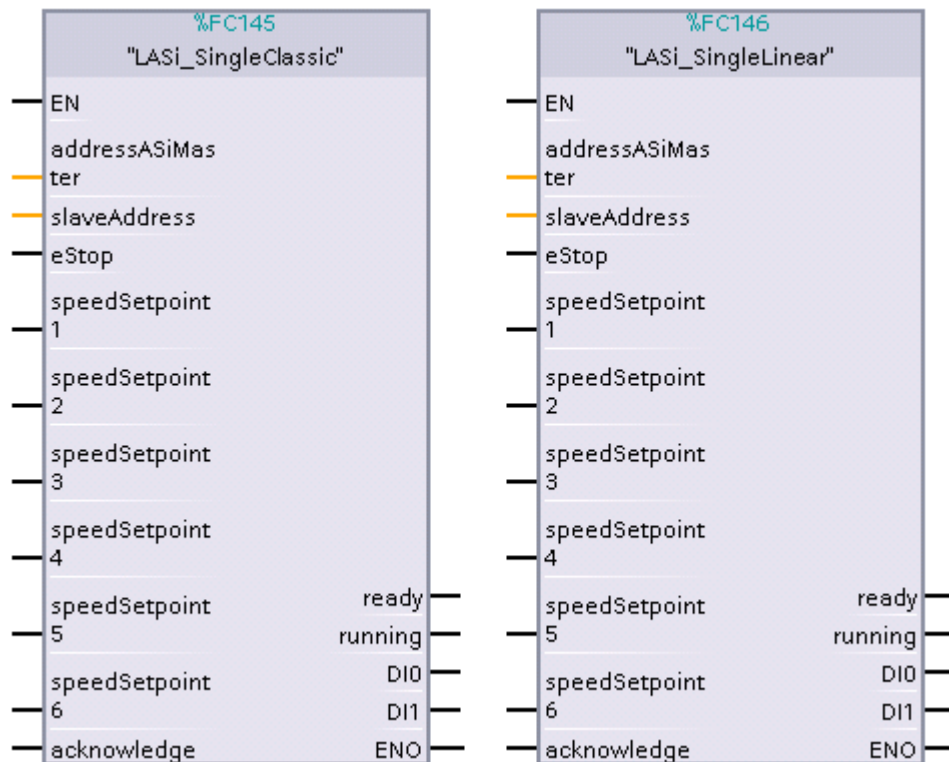 %FC145
"LASi_SingleClassic"
EN
addressASiMas
ter
slaveAddress
eStop
speedSetpoint
1
speedSetpoint
2
speedSetpoint
3
speedSetpoint
4
speedSetpoint
5
speedSetpoint
6
acknowledge
ready
running
DI0
DI1
ENO
%FC146
"LASi_SingleLinear"
EN
addressASiMas
ter
slaveAddress
eStop
speedSetpoint
1
speedSetpoint
2
speedSetpoint
3
speedSetpoint
4
speedSetpoint
5
speedSetpoint
6
acknowledge
ready
running
DI0
DI1
ENO